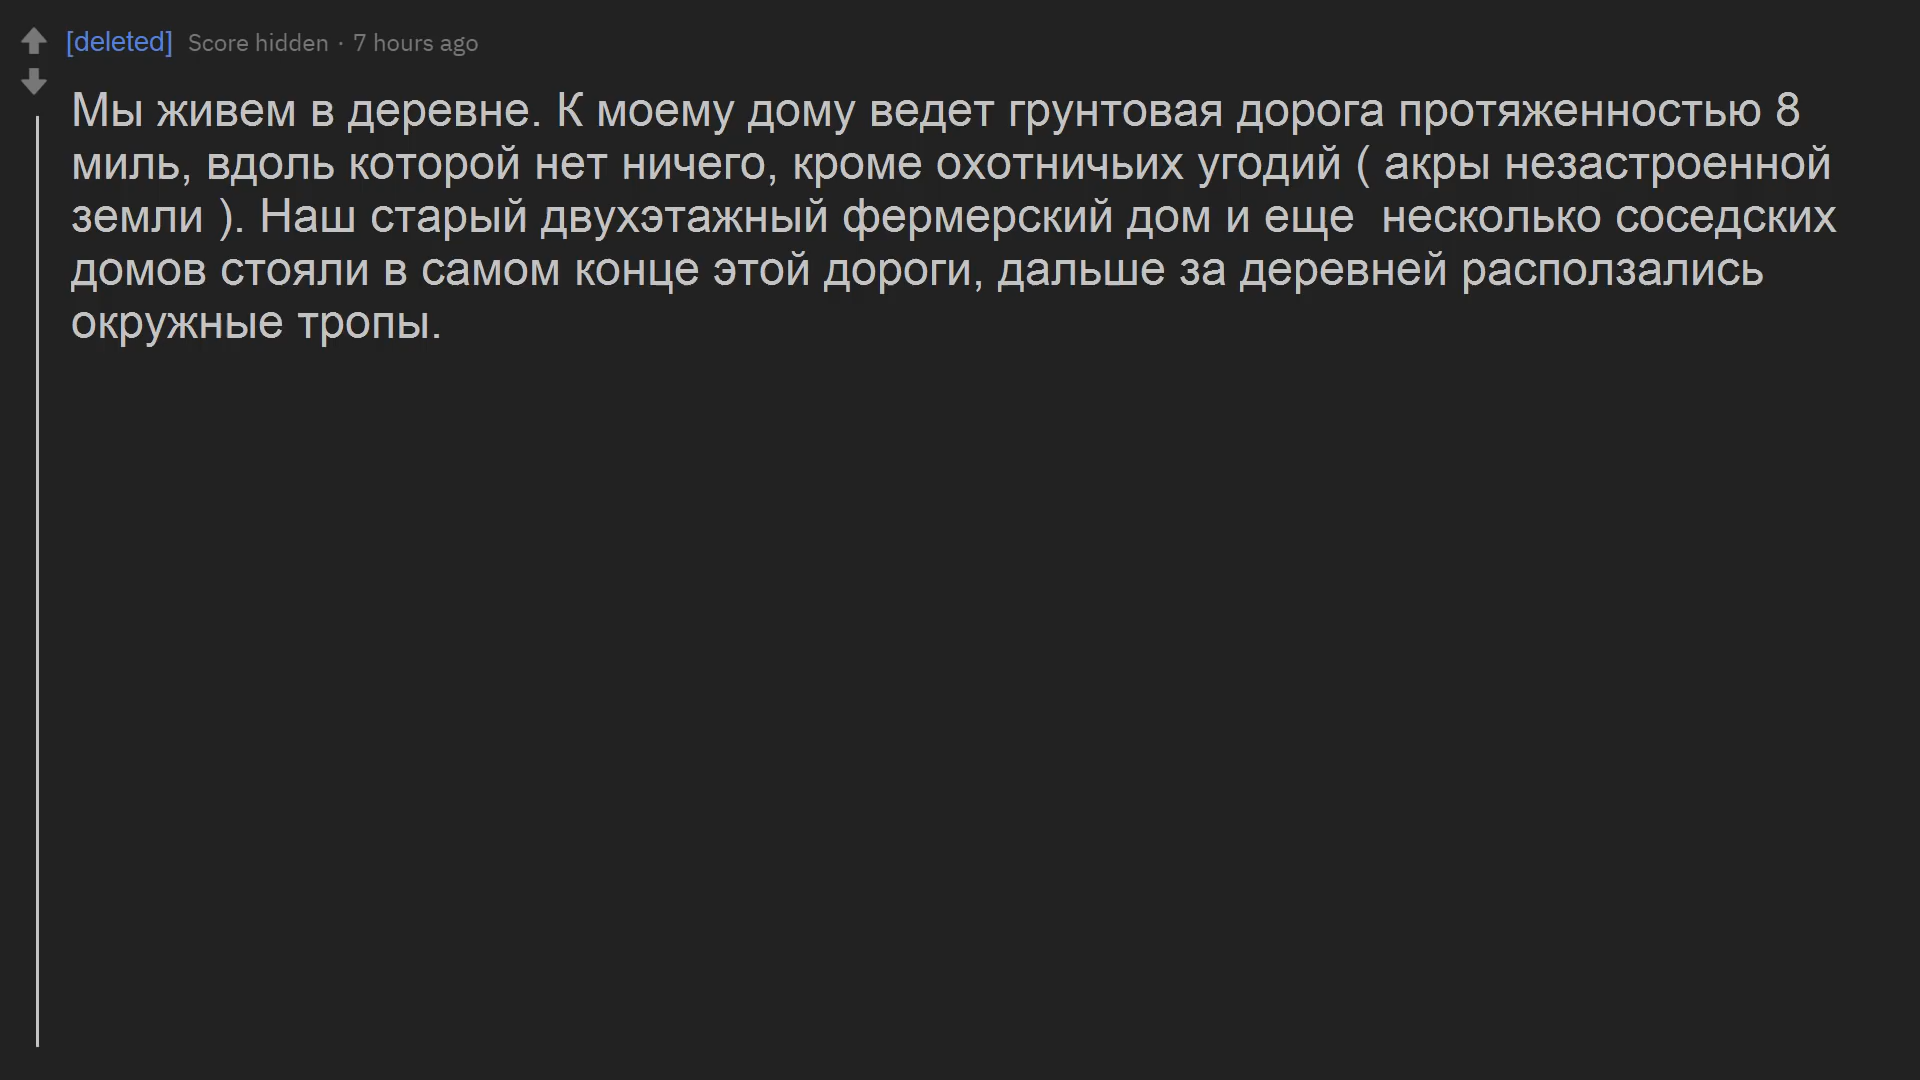 [deleted] Score hidden · 7 hours ago
Мы живем в деревне. К моему дому ведет грунтовая дорога протяженностью 8
миль, вдоль которой нет ничего, кроме охотничьих угодий ( акры незастроенной
земли ). Наш старый двухэтажный фермерский дом и еще  несколько соседских
домов стояли в самом конце этой дороги, дальше за деревней расползались
окружные тропы.